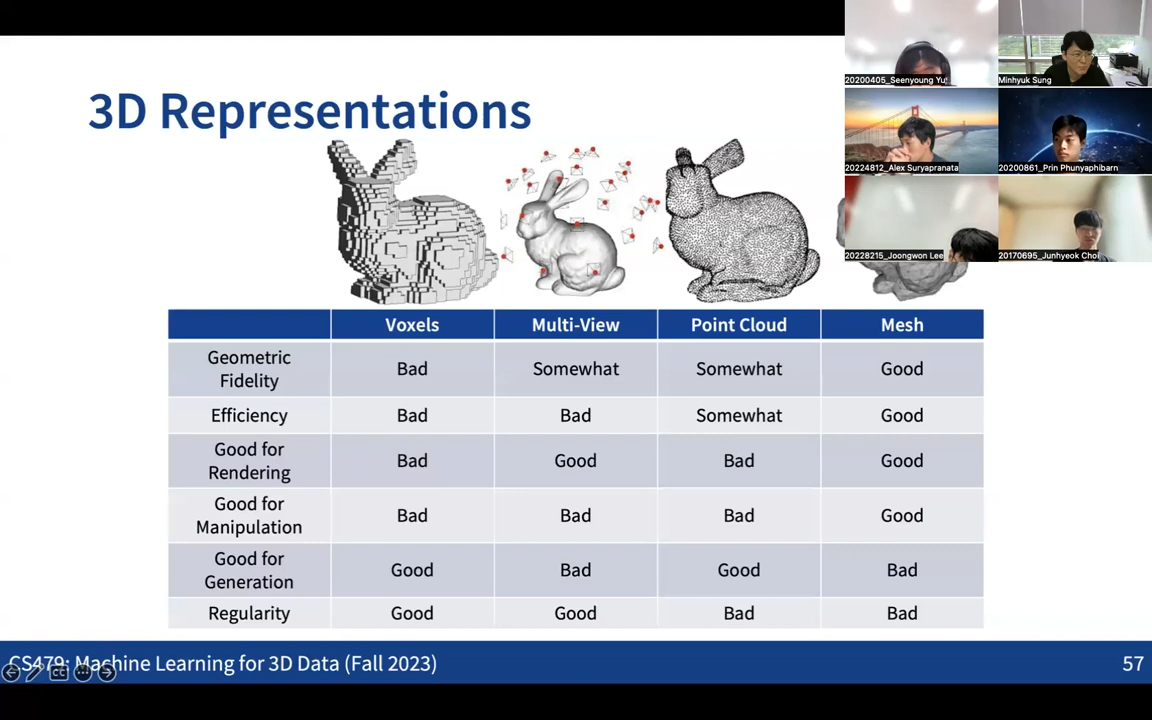 20200405_Seenyoung Yu
Minhyuk Sung
20224812_Alex Suryapranata
20200861_Prin Phunyaphibarn
20228215_Joongwon Lee
20170695_Junhyeok Choi
3D Representations
Voxels Multi-View Point Cloud Mesh
Geometric
Fidelity
Bad Somewhat Somewhat Good
Efficiency Bad Bad Somewhat Good
Good for
Rendering
Bad Good Bad Good
Good for
Manipulation
Bad Bad Bad Good
Good for
Generation
Good Bad Good Bad
Regularity Good Good Bad Bad
CS479: Machine Learning for 3D Data (Fall 2023)
57
CC